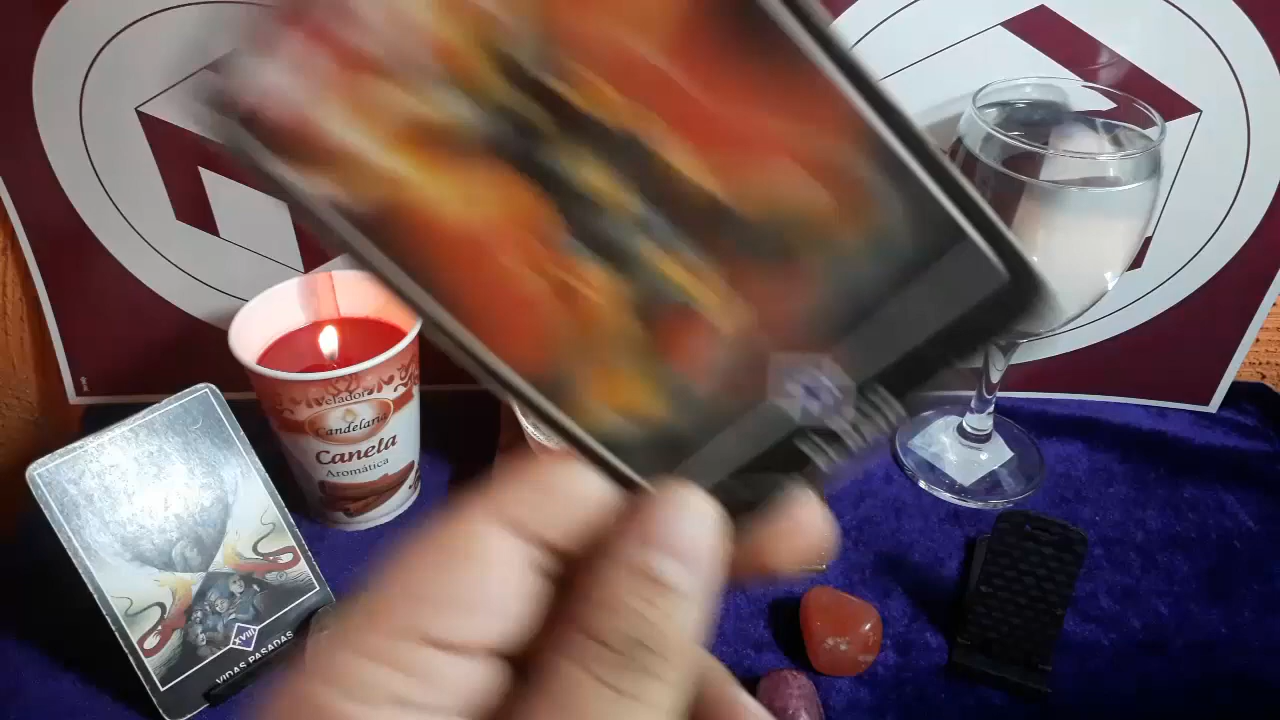 velador
Candelaria
Canela
Aromática
XVIII
VIDAS PASADAS